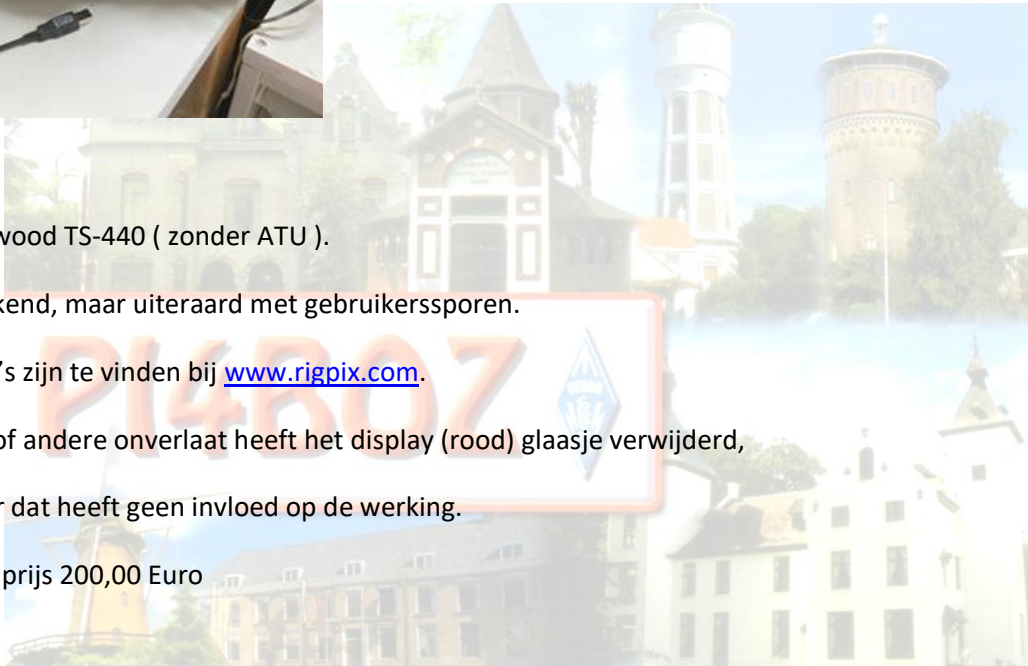 wood TS-440 ( zonder ATU ).
kend, maar uiteraard met gebruikerssporen.
’s zijn te vinden bij www.rigpix.com.
of andere onverlaat heeft het display (rood) glaasje verwijderd,
dat heeft geen invloed op de werking.
prijs 200,00 Euro
PI4BOZ